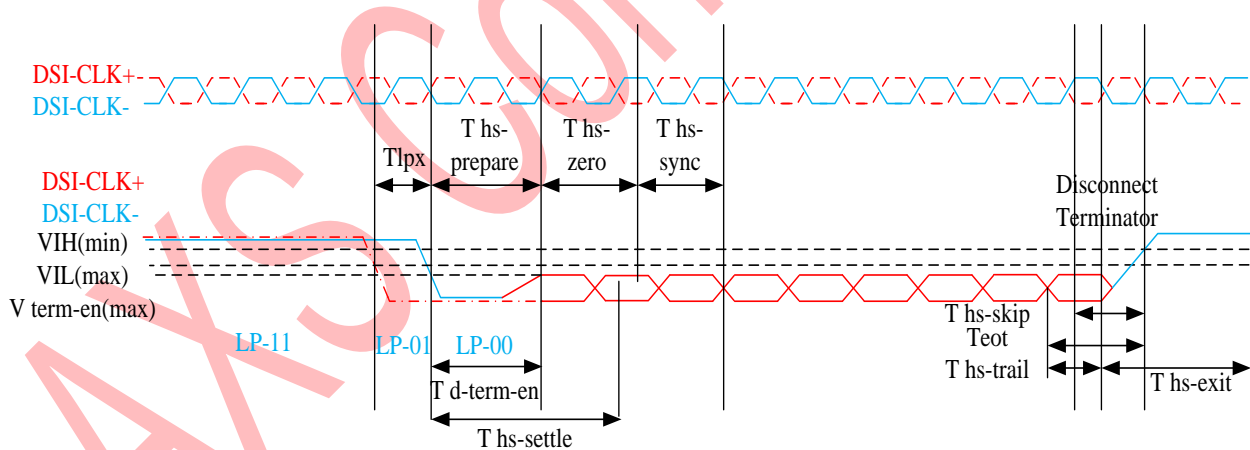 DSI-CLK+
DSI-CLK-
T hs-
prepare
T hs-
zero
T hs-
sync
Tlpx
DSI-CLK+
DSI-CLK-
Disconnect
Terminator
VIH(min)
VIL(max)
V term-en(max)
LP-11
LP-01
LP-00
T hs-skip
Teot
T hs-trail
T hs-exit
T d-term-en
T hs-settle
AXS Con